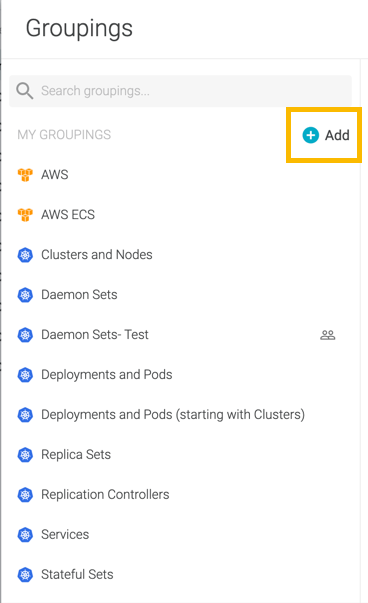 Groupings
Search groupings...
MY GROUPINGS
Add
AWS
AWS ECS
Clusters and Nodes
Daemon Sets
Daemon Sets- Test
Deployments and Pods
Deployments and Pods (starting with Clusters)
Replica Sets
Replication Controllers
Services
Stateful Sets